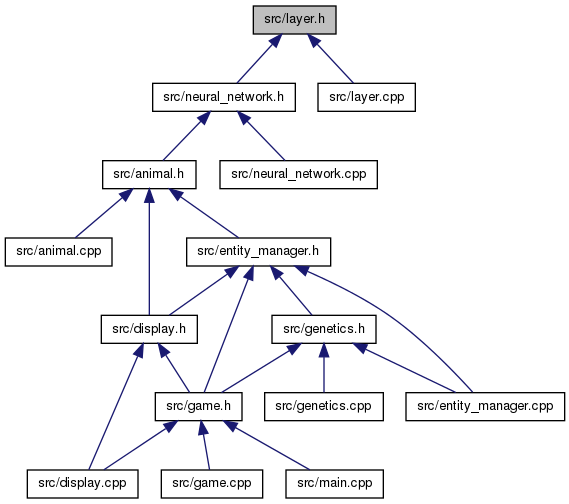 src/layer.h
src/neural_network.h
src/layer.cpp
src/animal.h
src/neural_network.cpp
src/animal.cpp
src/entity_manager.h
src/display.h
src/genetics.h
src/game.h
src/genetics.cpp
src/entity_manager.cpp
src/display.cpp
src/game.cpp
src/main.cpp